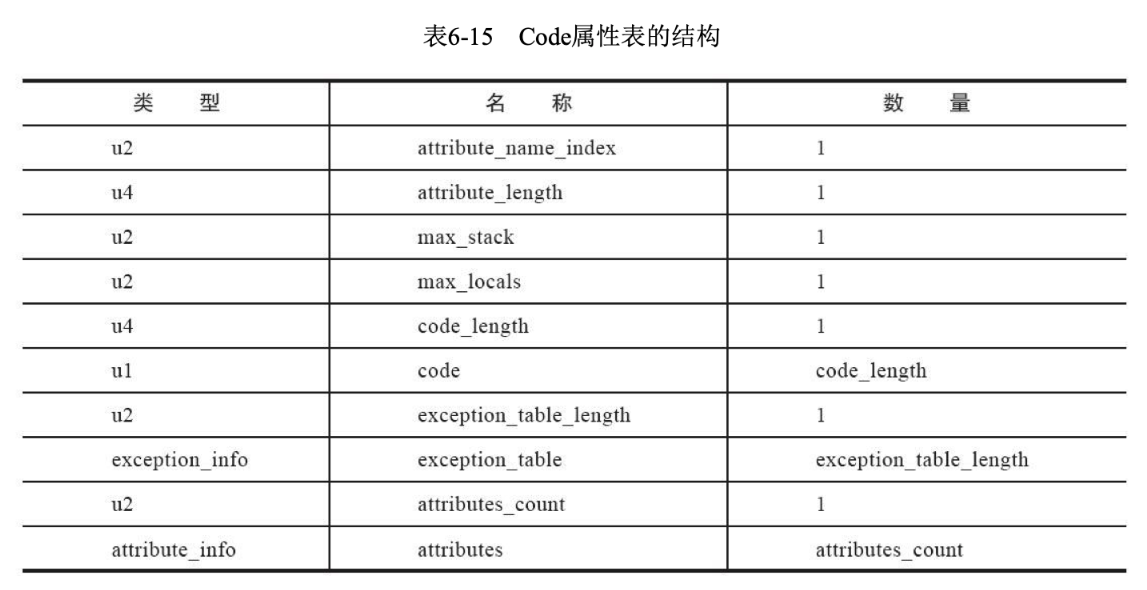 表6-15 Code属性表的结构
类 型 名 称 数 量
u2 attribute_name_index 1
u4 attribute_length 1
u2 max_stack 1
u2 max_locals 1
u4 code_length 1
u1 code code_length
u2 exception_table_length 1
exception_info exception_table exception_table_length
u2 attributes_count 1
attribute_info attributes attributes_count